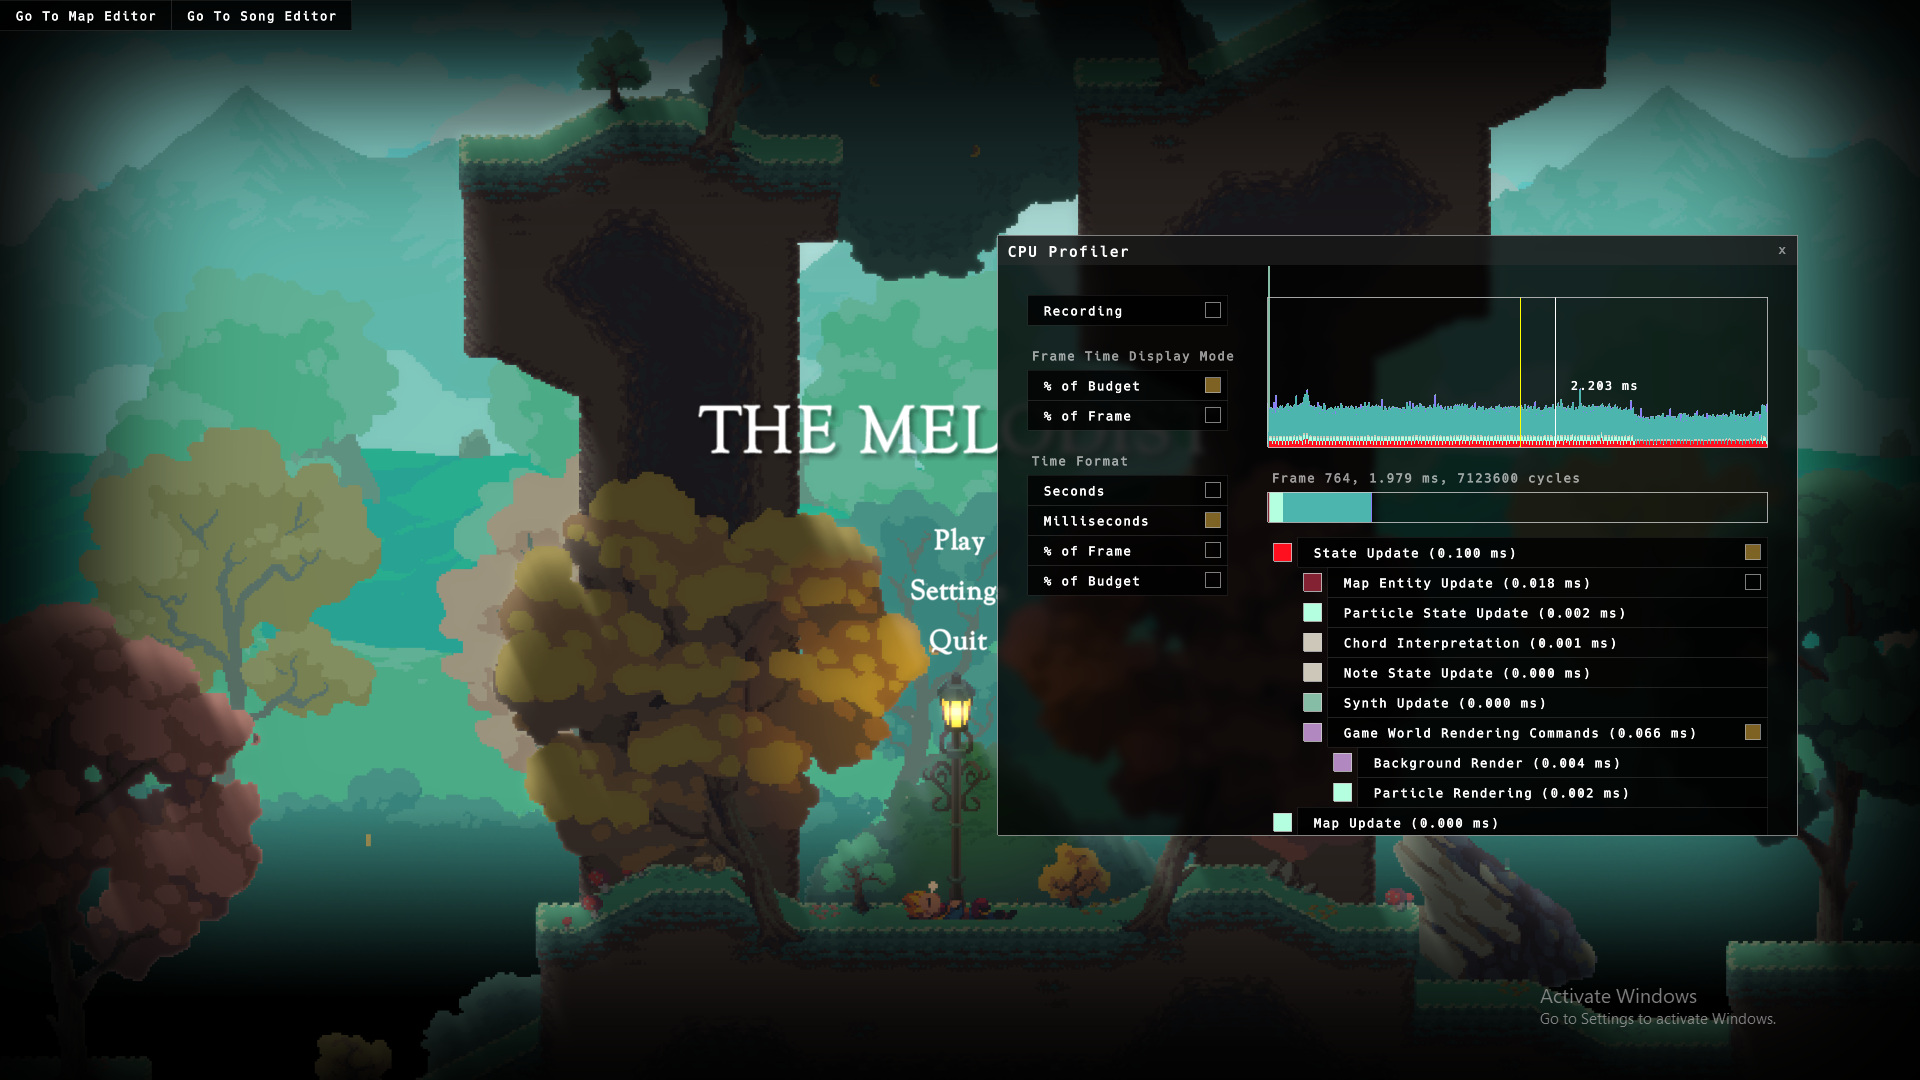 Go To Map Editor
Go To Song Editor
THE MELODIST
Play
Setting
Quit
CPU Profiler
x
Recording
Frame Time Display Mode
% of Budget
% of Frame
Time Format
Seconds
Milliseconds
% of Frame
% of Budget
2.203 ms
Frame 764, 1.979 ms, 7123600 cycles
State Update (0.100 ms)
Map Entity Update (0.018 ms)
Particle State Update (0.002 ms)
Chord Interpretation (0.001 ms)
Note State Update (0.000 ms)
Synth Update (0.000 ms)
Game World Rendering Commands (0.066 ms)
Background Render (0.004 ms)
Particle Rendering (0.002 ms)
Map Update (0.000 ms)
Activate Windows
Go to Settings to activate Windows.